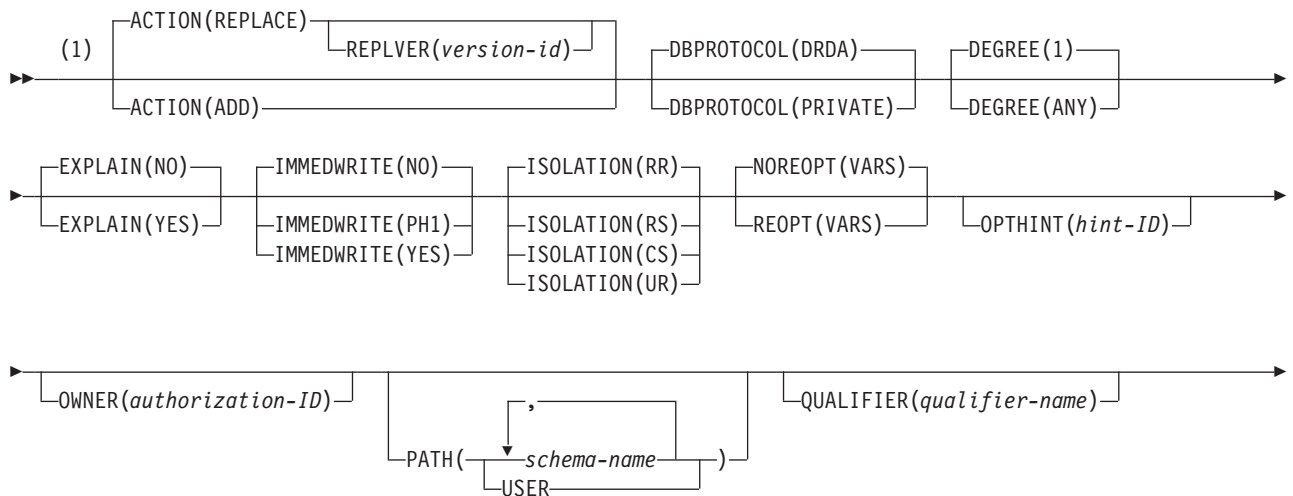 ACTION(REPLACE)
(1) REPLVER(version-id) DBPROTOCOL(DRDA) DEGREE(1)
ACTION(ADD) DBPROTOCOL(PRIVATE) DEGREE(ANY)
EXPLAIN(NO) IMMEDWRITE(NO) ISOLATION(RR) NOREOPT(VARS)
EXPLAIN(YES) IMMEDWRITE(PH1) ISOLATION(RS) REOPT(VARS) OPTHINT(hint-ID)
IMMEDWRITE(YES) ISOLATION(CS)
ISOLATION(UR)
OWNER(authorization-ID) , QUALIFIER(qualifier-name)
PATH( schema-name )
USER